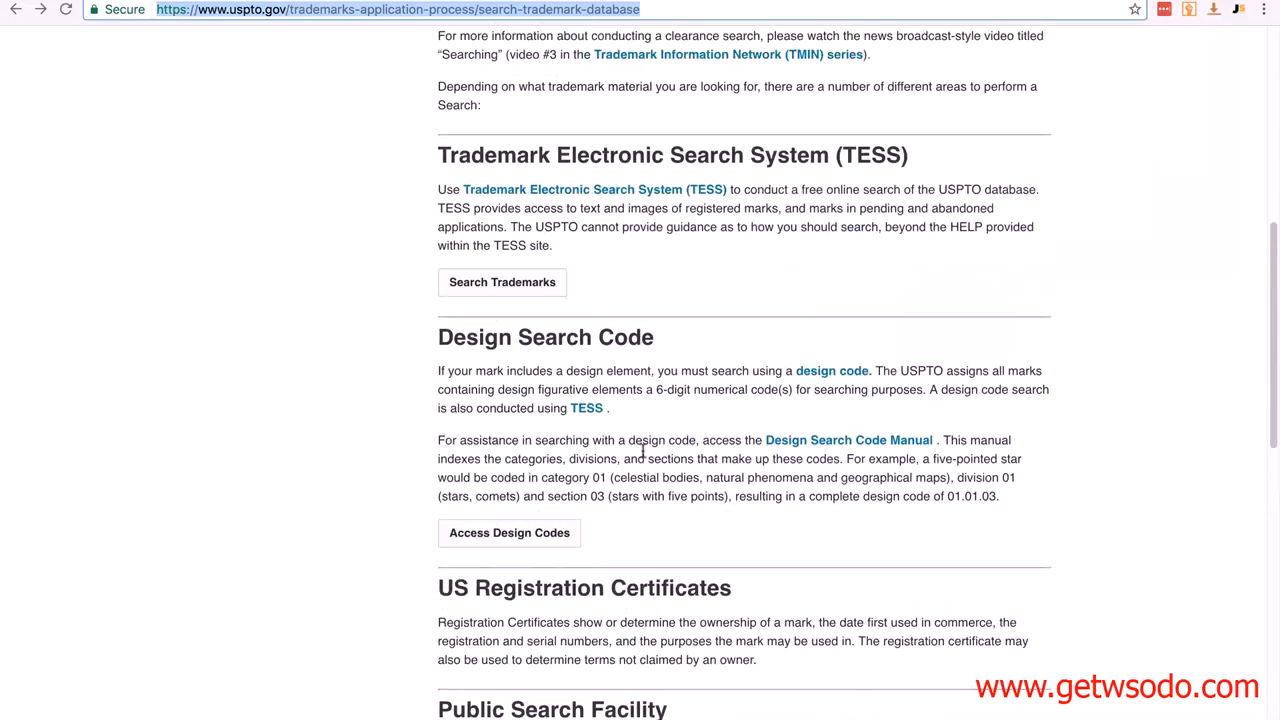 Secure https://www.uspto.gov/trademarks-application-process/search-trademark-database
For more information about conducting a clearance search, please watch the news broadcast-style video titled
“Searching” (video #3 in the Trademark Information Network (TMIN) series).
Depending on what trademark material you are looking for, there are a number of different areas to perform a
Search:
Trademark Electronic Search System (TESS)
Use Trademark Electronic Search System (TESS) to conduct a free online search of the USPTO database.
TESS provides access to text and images of registered marks, and marks in pending and abandoned
applications. The USPTO cannot provide guidance as to how you should search, beyond the HELP provided
within the TESS site.
Search Trademarks
Design Search Code
If your mark includes a design element, you must search using a design code. The USPTO assigns all marks
containing design figurative elements a 6-digit numerical code(s) for searching purposes. A design code search
is also conducted using TESS .
For assistance in searching with a design code, access the Design Search Code Manual . This manual
indexes the categories, divisions, and sections that make up these codes. For example, a five-pointed star
would be coded in category 01 (celestial bodies, natural phenomena and geographical maps), division 01
(stars, comets) and section 03 (stars with five points), resulting in a complete design code of 01.01.03.
Access Design Codes
US Registration Certificates
Registration Certificates show or determine the ownership of a mark, the date first used in commerce, the
registration and serial numbers, and the purposes the mark may be used in. The registration certificate may
also be used to determine terms not claimed by an owner.
www.getwsodo.com
Public Search Facility